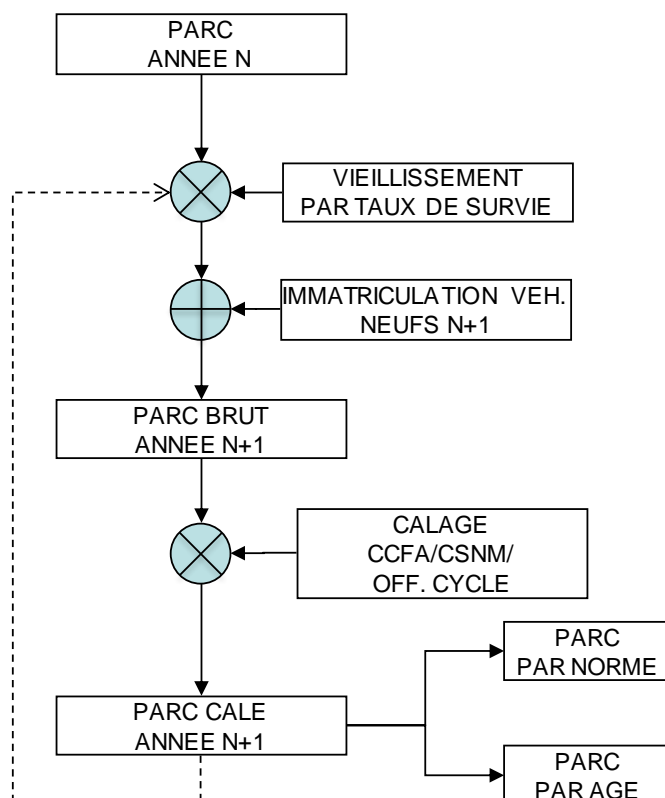 PARC
ANNEE N
VIEILLISSEMENT
PAR TAUX DE SURVIE
IMMATRICULATION VEH.
NEUFS N+1
PARC BRUT
ANNEE N+1
CALAGE
CCFA/CSNM/
OFF. CYCLE
PARC
PAR NORME
PARC CALE
ANNEE N+1
PARC
PAR AGE